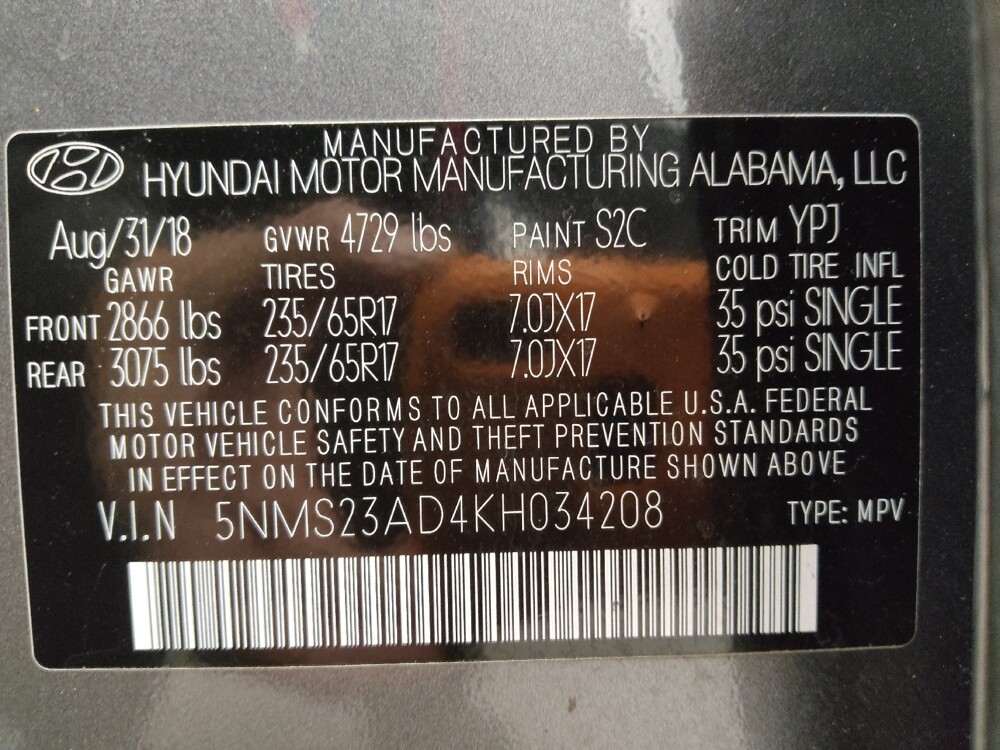 MANUFACTURED BY
HYUNDAI MOTOR MANUFACTURING ALABAMA, LLC
Aug/31/18 GVWR 4729 lbs PAINT S2C TRIM YPJ
GAWR TIRES RIMS COLD TIRE INFL
FRONT 2866 lbs 235/65R17 7.0JX17 35 psi SINGLE
REAR 3075 lbs 235/65R17 7.0JX17 35 psi SINGLE
THIS VEHICLE CONFORMS TO ALL APPLICABLE U.S.A. FEDERAL
MOTOR VEHICLE SAFETY AND THEFT PREVENTION STANDARDS
IN EFFECT ON THE DATE OF MANUFACTURE SHOWN ABOVE
V.I.N 5NMS23AD4KH034208 TYPE: MPV